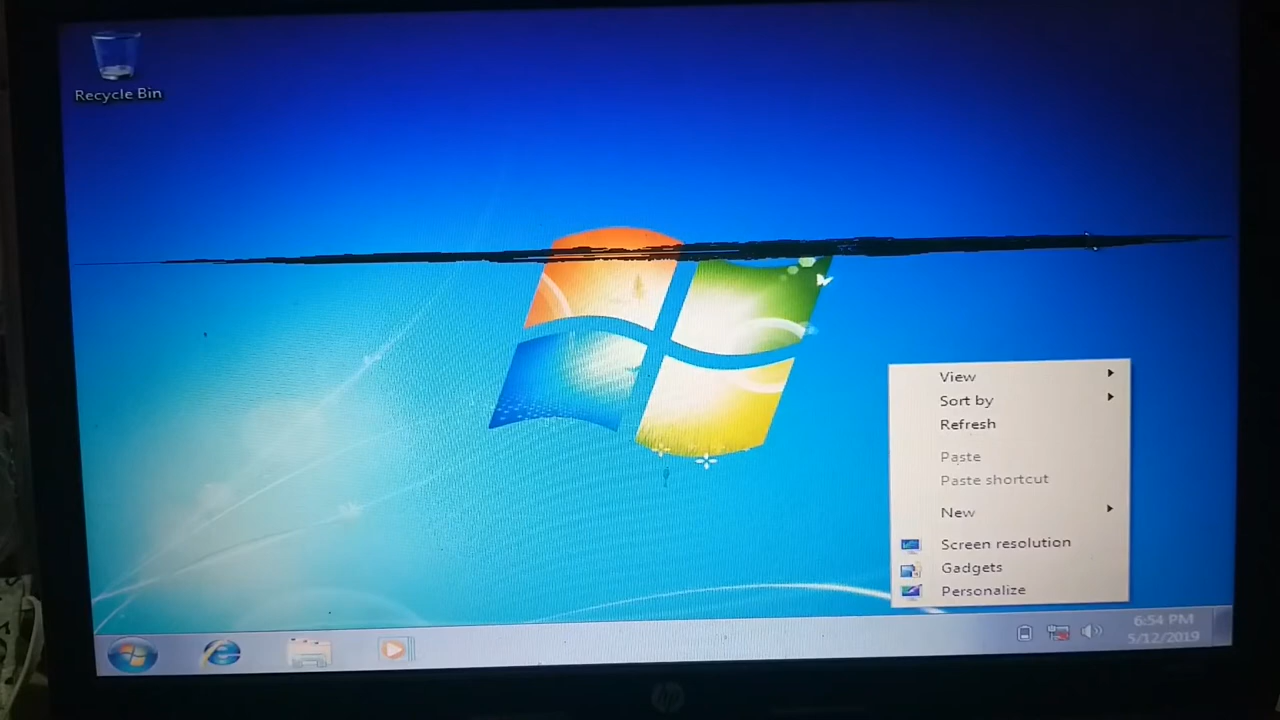 Recycle Bin
View
Sort by
Refresh
Paste
Paste shortcut
New
Screen resolution
Gadgets
Personalize
6:54 PM
5/12/2019
hp